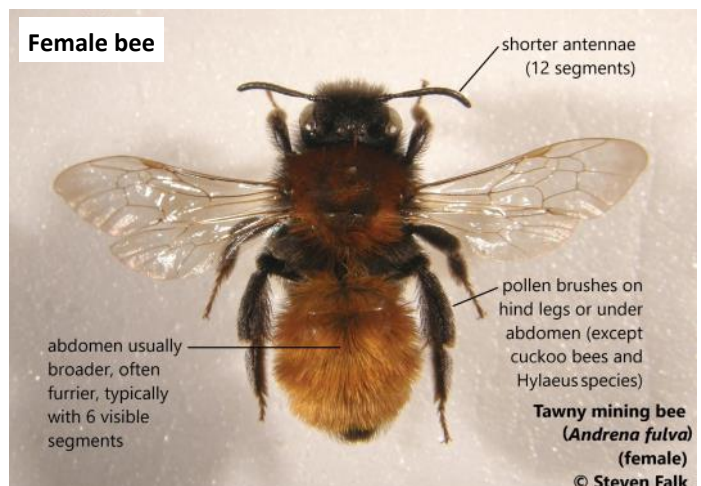 Female bee
shorter antennae
(12 segments)
pollen brushes on
hind legs or under
abdomen (except
cuckoo bees and
Hylaeus species)
abdomen usually
broader, often
furrier, typically
with 6 visible
segments
Tawny mining bee
(Andrena fulva)
(female)
© Steven Falk